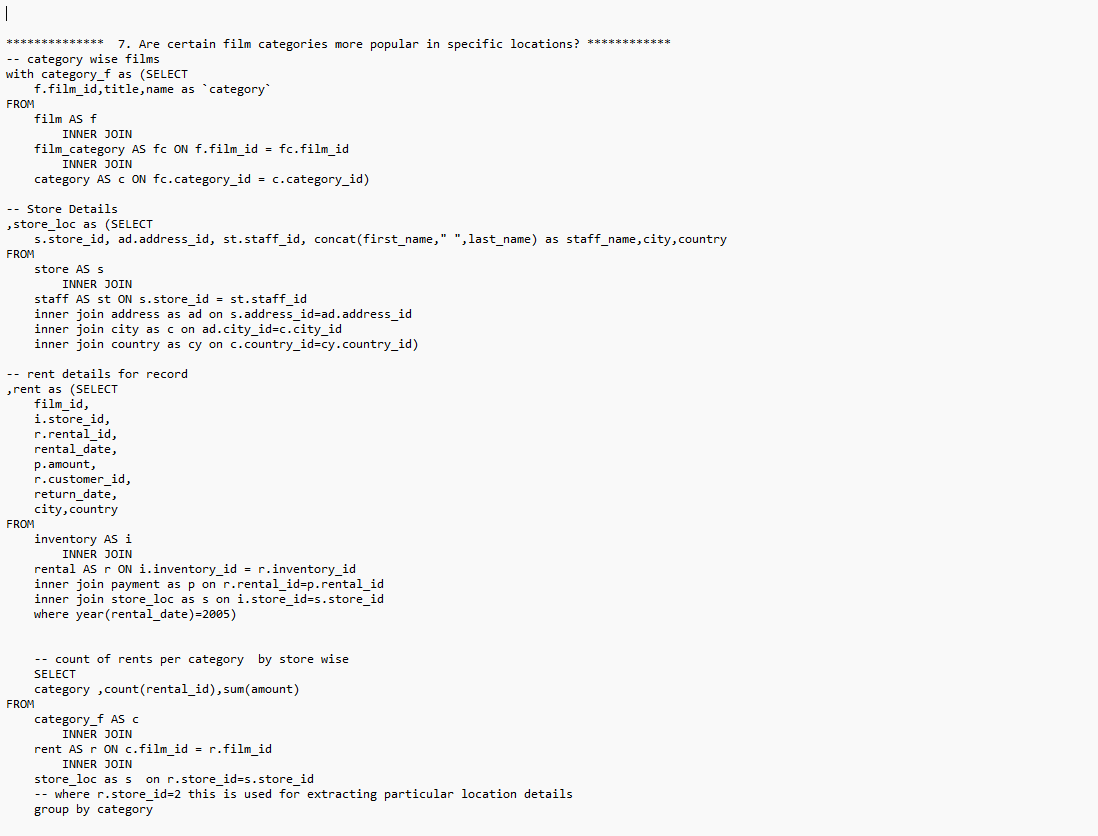 **************  7. Are certain film categories more popular in specific locations? ************
-- category wise films
with category_f as (SELECT
    f.film_id,title,name as `category`
FROM
    film AS f
        INNER JOIN
    film_category AS fc ON f.film_id = fc.film_id
        INNER JOIN
    category AS c ON fc.category_id = c.category_id)
-- Store Details
,store_loc as (SELECT
    s.store_id, ad.address_id, st.staff_id, concat(first_name," ",last_name) as staff_name,city,country
FROM
    store AS s
        INNER JOIN
    staff AS st ON s.store_id = st.staff_id
    inner join address as ad on s.address_id=ad.address_id
    inner join city as c on ad.city_id=c.city_id
    inner join country as cy on c.country_id=cy.country_id)
-- rent details for record
,rent as (SELECT
    film_id,
    i.store_id,
    r.rental_id,
    rental_date,
    p.amount,
    r.customer_id,
    return_date,
    city,country
FROM
    inventory AS i
        INNER JOIN
    rental AS r ON i.inventory_id = r.inventory_id
    inner join payment as p on r.rental_id=p.rental_id
    inner join store_loc as s on i.store_id=s.store_id
    where year(rental_date)=2005)
    -- count of rents per category  by store wise
    SELECT
    category ,count(rental_id),sum(amount)
FROM
    category_f AS c
        INNER JOIN
    rent AS r ON c.film_id = r.film_id
        INNER JOIN
    store_loc as s  on r.store_id=s.store_id
    -- where r.store_id=2 this is used for extracting particular location details
    group by category